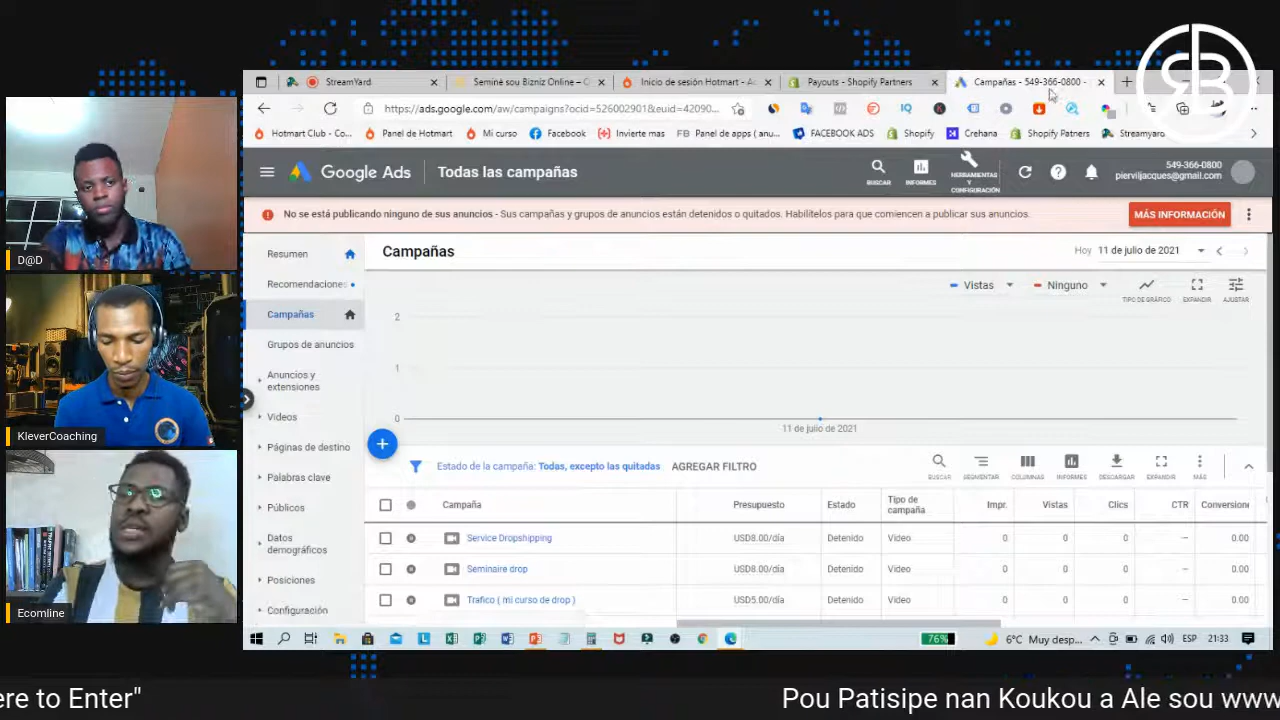 StreamYard
Seminè sou Bizniz Online – C
Inicio de sesión Hotmart - Ac
Payouts - Shopify Partners
Campañas - 549-366-0800 -
https://ads.google.com/aw/campaigns?ocid=526002901&euid=42090...
Hotmart Club - Co...
Panel de Hotmart
Mi curso
Facebook
Invierte mas
Panel de apps ( anu...
FACEBOOK ADS
Shopify
Crehana
Shopify Patners
Streamyard
Google Ads
Todas las campañas
BUSCAR
INFORMES
HERRAMIENTAS
Y
CONFIGURACIÓN
549-366-0800
pierviljacques@gmail.com
No se está publicando ninguno de sus anuncios - Sus campañas y grupos de anuncios están detenidos o quitados. Habilítelos para que comiencen a publicar sus anuncios.
MÁS INFORMACIÓN
Resumen
Recomendacione:
Campañas
Grupos de anuncios
Anuncios y
extensiones
Videos
Páginas de destino
Palabras clave
Públicos
Datos
demográficos
Posiciones
Configuración
Campañas
Hoy 11 de julio de 2021
Vistas
Ninguno
TIPO DE GRÁFICO
EXPANDIR
AJUSTAR
2
1
0
11 de julio de 2021
Estado de la campaña: Todas, excepto las quitadas
AGREGAR FILTRO
BUSCAR
SEGMENTAR
COLUMNAS
INFORMES
DESCARGAR
EXPANDIR
MÁS
Campaña Presupuesto Estado Tipo de campaña Impr. Vistas Clics CTR Conversion
Service Dropshipping USD8.00/día Detenido Video 0 0 0 — 0.00
Seminaire drop USD8.00/día Detenido Video 0 0 0 — 0.00
Trafico ( mi curso de drop ) USD5.00/día Detenido Video 0 0 0 — 0.00
76%
6°C Muy desp...
ESP
21:33
D@D
KleverCoaching
Ecomline
ere to Enter"
Pou Patisipe nan Koukou a Ale sou www